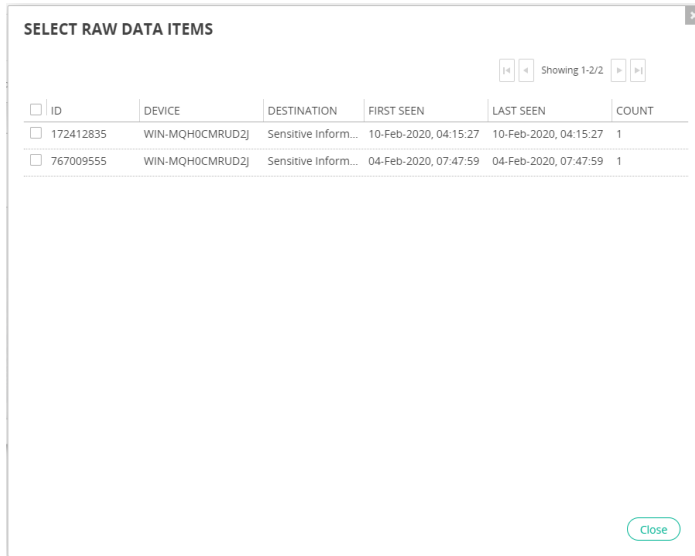 SELECT RAW DATA ITEMS
Showing 1-2/2
ID DEVICE DESTINATION FIRST SEEN LAST SEEN COUNT
172412835 WIN-MQH0CMRUD2J Sensitive Inform... 10-Feb-2020, 04:15:27 10-Feb-2020, 04:15:27 1
767009555 WIN-MQH0CMRUD2J Sensitive Inform... 04-Feb-2020, 07:47:59 04-Feb-2020, 07:47:59 1
Close